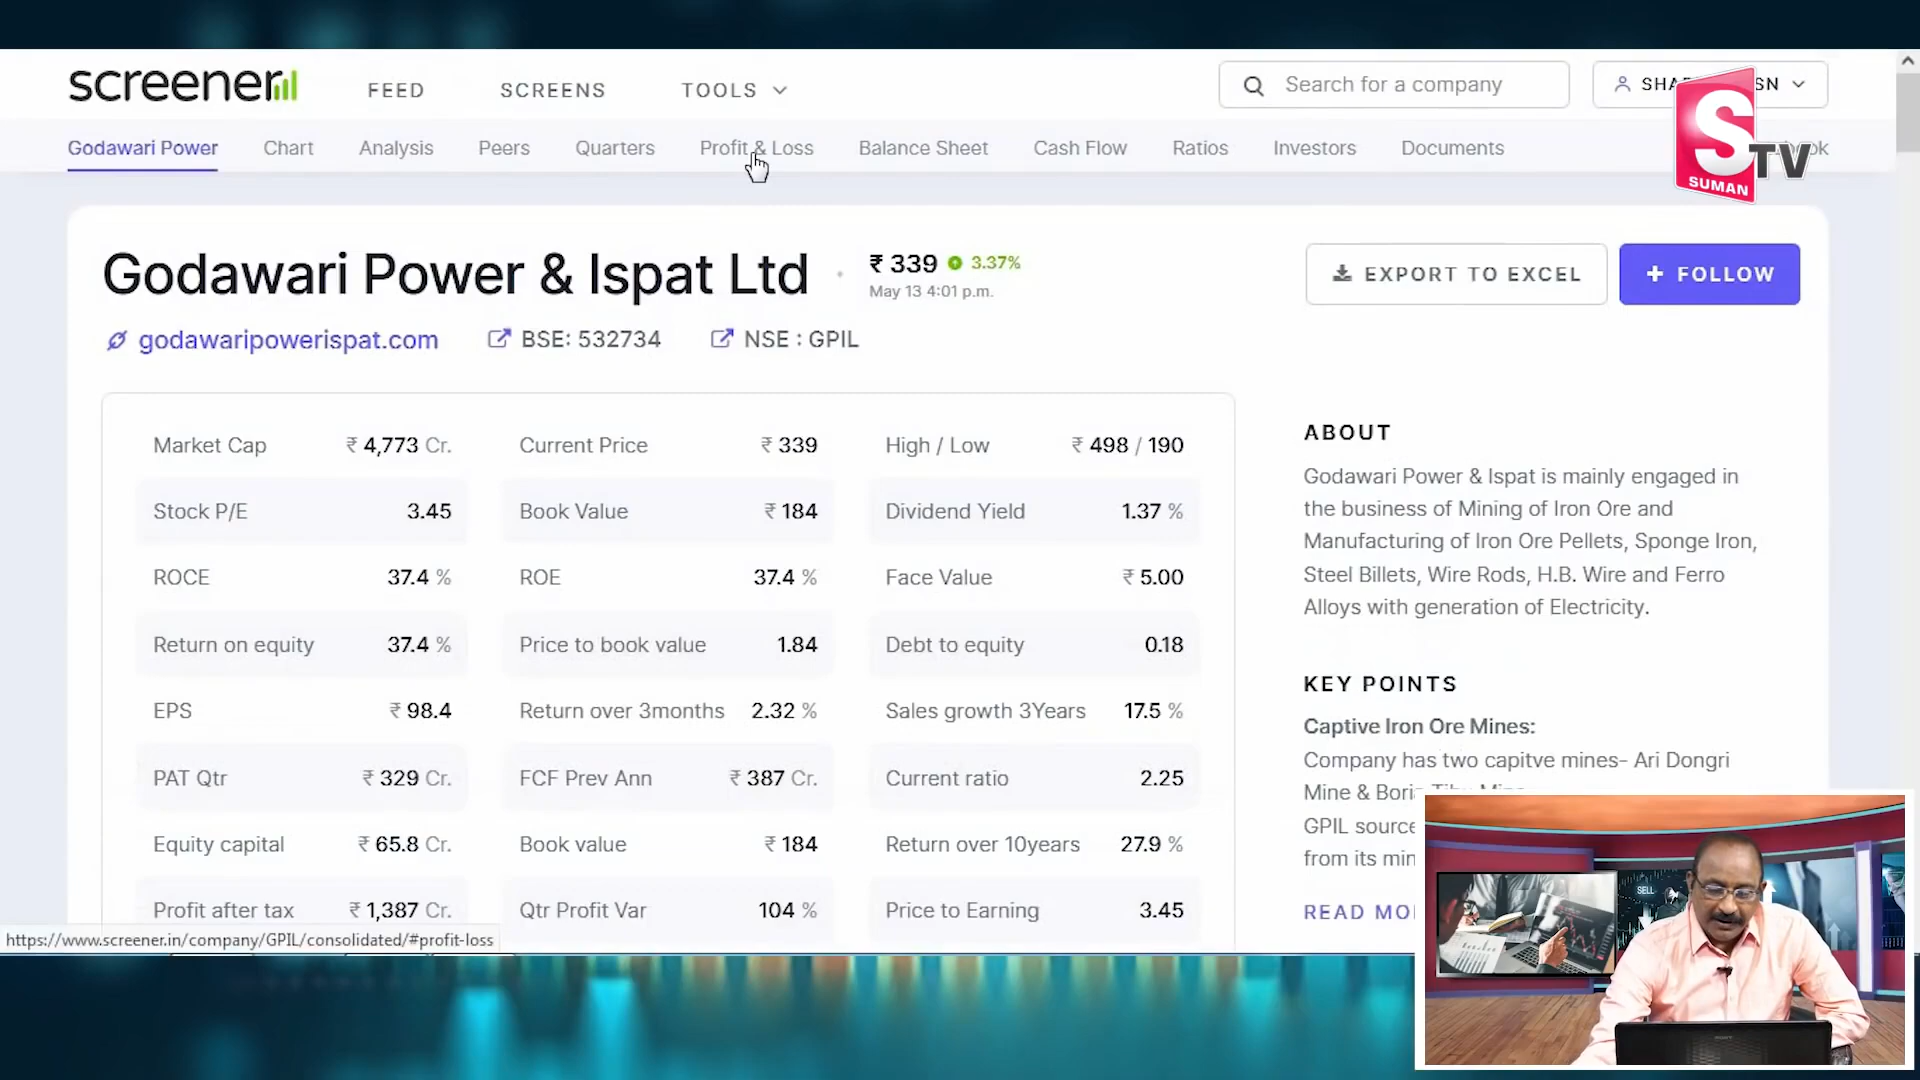 screener
FEED
SCREENS
TOOLS
Search for a company
SHA
SN
Godawari Power
Chart
Analysis
Peers
Quarters
Profit & Loss
Balance Sheet
Cash Flow
Ratios
Investors
Documents
S TV
SUMAN
Godawari Power & Ispat Ltd
₹ 339 3.37%
May 13 4:01 p.m.
EXPORT TO EXCEL
+ FOLLOW
godawaripowerispat.com
BSE: 532734
NSE : GPIL
Market Cap ₹ 4,773 Cr.
Current Price ₹ 339
High / Low ₹ 498 / 190
Stock P/E 3.45
Book Value ₹ 184
Dividend Yield 1.37 %
ROCE 37.4 %
ROE 37.4 %
Face Value ₹ 5.00
Return on equity 37.4 %
Price to book value 1.84
Debt to equity 0.18
EPS ₹ 98.4
Return over 3months 2.32 %
Sales growth 3Years 17.5 %
PAT Qtr ₹ 329 Cr.
FCF Prev Ann ₹ 387 Cr.
Current ratio 2.25
Equity capital ₹ 65.8 Cr.
Book value ₹ 184
Return over 10years 27.9 %
Profit after tax ₹ 1,387 Cr.
Qtr Profit Var 104 %
Price to Earning 3.45
ABOUT
Godawari Power & Ispat is mainly engaged in
the business of Mining of Iron Ore and
Manufacturing of Iron Ore Pellets, Sponge Iron,
Steel Billets, Wire Rods, H.B. Wire and Ferro
Alloys with generation of Electricity.
KEY POINTS
Captive Iron Ore Mines:
Company has two capitve mines- Ari Dongri
Mine & Boria
GPIL source
from its min
READ MO
https://www.screener.in/company/GPIL/consolidated/#profit-loss
SELL